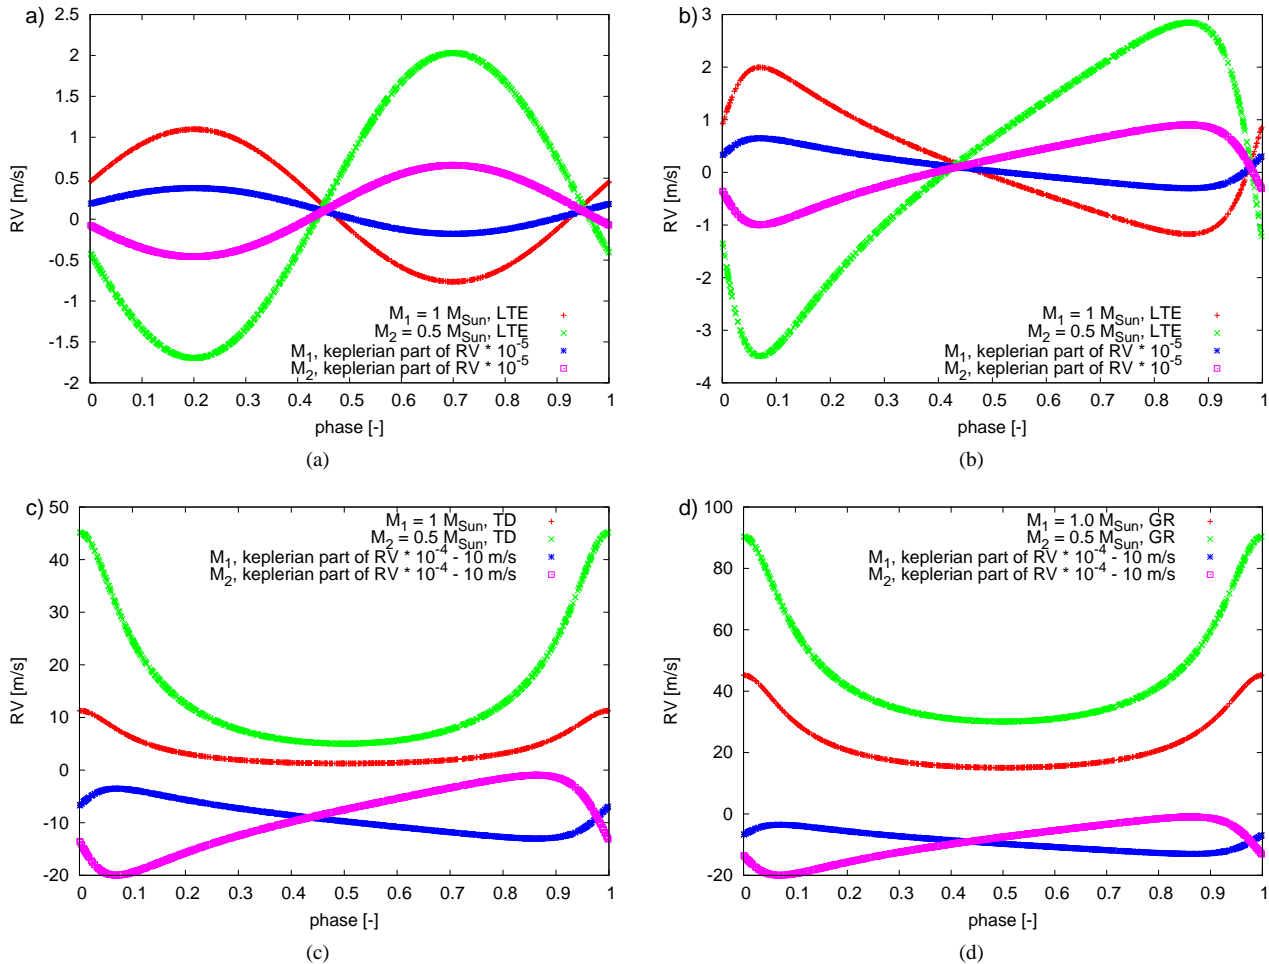 a)
2.5
2
1.5
1
0.5
0
-0.5
-1
-1.5
-2
RV [m/s]
0 0.1 0.2 0.3 0.4 0.5 0.6 0.7 0.8 0.9 1
phase [-]
M1 = 1 MSun, LTE
M2 = 0.5 MSun, LTE
M1, keplerian part of RV * 10-5
M2, keplerian part of RV * 10-5
(a)
b)
3
2
1
0
-1
-2
-3
-4
RV [m/s]
0 0.1 0.2 0.3 0.4 0.5 0.6 0.7 0.8 0.9 1
phase [-]
M1 = 1 MSun, LTE
M2 = 0.5 MSun, LTE
M1, keplerian part of RV * 10-5
M2, keplerian part of RV * 10-5
(b)
c)
50
40
30
20
10
0
-10
-20
RV [m/s]
0 0.1 0.2 0.3 0.4 0.5 0.6 0.7 0.8 0.9 1
phase [-]
M1 = 1 MSun, TD
M2 = 0.5 MSun, TD
M1, keplerian part of RV * 10-4 - 10 m/s
M2, keplerian part of RV * 10-4 - 10 m/s
(c)
d)
100
80
60
40
20
0
-20
RV [m/s]
0 0.1 0.2 0.3 0.4 0.5 0.6 0.7 0.8 0.9 1
phase [-]
M1 = 1.0 MSun, GR
M2 = 0.5 MSun, GR
M1, keplerian part of RV * 10-4 - 10 m/s
M2, keplerian part of RV * 10-4 - 10 m/s
(d)